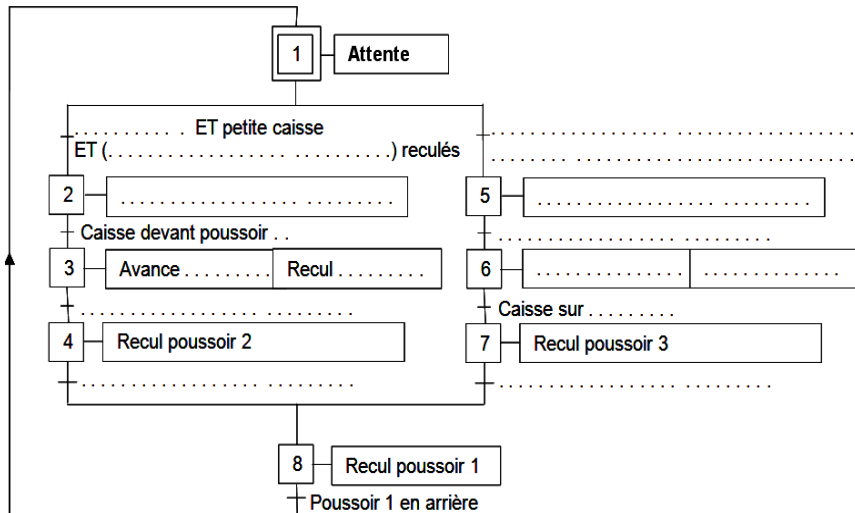 1 Attente
. . . . . . . . . . ET petite caisse
ET (. . . . . . . . . . . . . . . . . . . . . . . . . . . .) reculés
. . . . . . . . . . . . . . . . . . . . . . . . . . . . . . . . . . .
. . . . . . . . . . . . . . . . . . . . . . . . . . . . . . . . . . .
2 . . . . . . . . . . . . . . . . . . . . . . . . . . .
5 . . . . . . . . . . . . . . . . . . . . . . . . . . .
Caisse devant poussoir . .
. . . . . . . . . . . . . . . . . . . . . . . . . . .
3 Avance . . . . . . . . . Recul . . . . . . . . .
6 . . . . . . . . . . . . . . . . . . . . . . . . . . . . .
. . . . . . . . . . . . . . . . . . . . . . . . . . .
Caisse sur . . . . . . . . .
4 Recul poussoir 2
7 Recul poussoir 3
. . . . . . . . . . . . . . . . . . . . . . . . . . .
. . . . . . . . . . . . . . . . . . . . . . . . . . .
8 Recul poussoir 1
Poussoir 1 en arrière